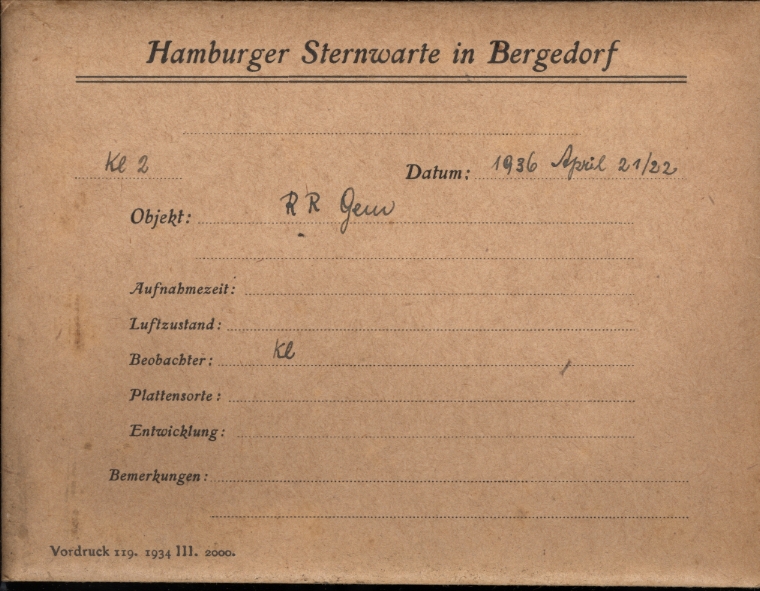 Hamburger Sternwarte in Bergedorf
Kl 2 Datum: 1936 April 21/22
Objekt: RR Gem
Aufnahmezeit:
Luftzustand:
Beobachter: Kl
Plattensorte:
Entwicklung:
Bemerkungen:
Vordruck 119. 1934 III. 2000.